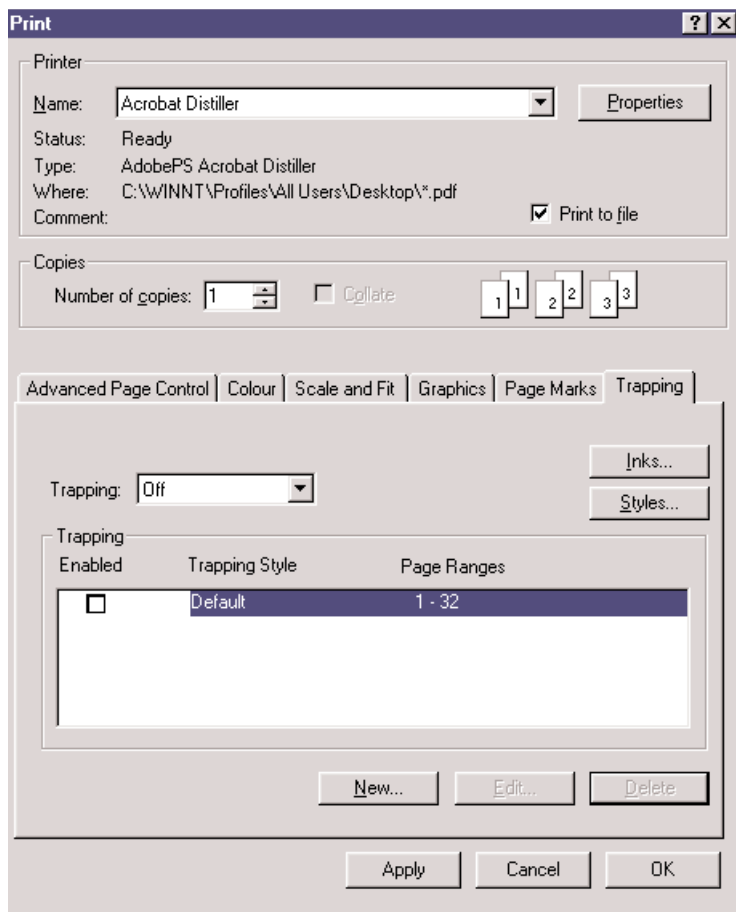 Print
Printer
Name: Acrobat Distiller Properties
Status: Ready
Type: AdobePS Acrobat Distiller
Where: C:\WINNT\Profiles\All Users\Desktop\*.pdf
Comment: Print to file
Copies
Number of copies: 1 Collate 1 1 2 2 3 3
Advanced Page Control Colour Scale and Fit Graphics Page Marks Trapping
Inks...
Trapping: Off
Styles...
Trapping
Enabled Trapping Style Page Ranges
Default 1 - 32
New... Edit... Delete
Apply Cancel OK